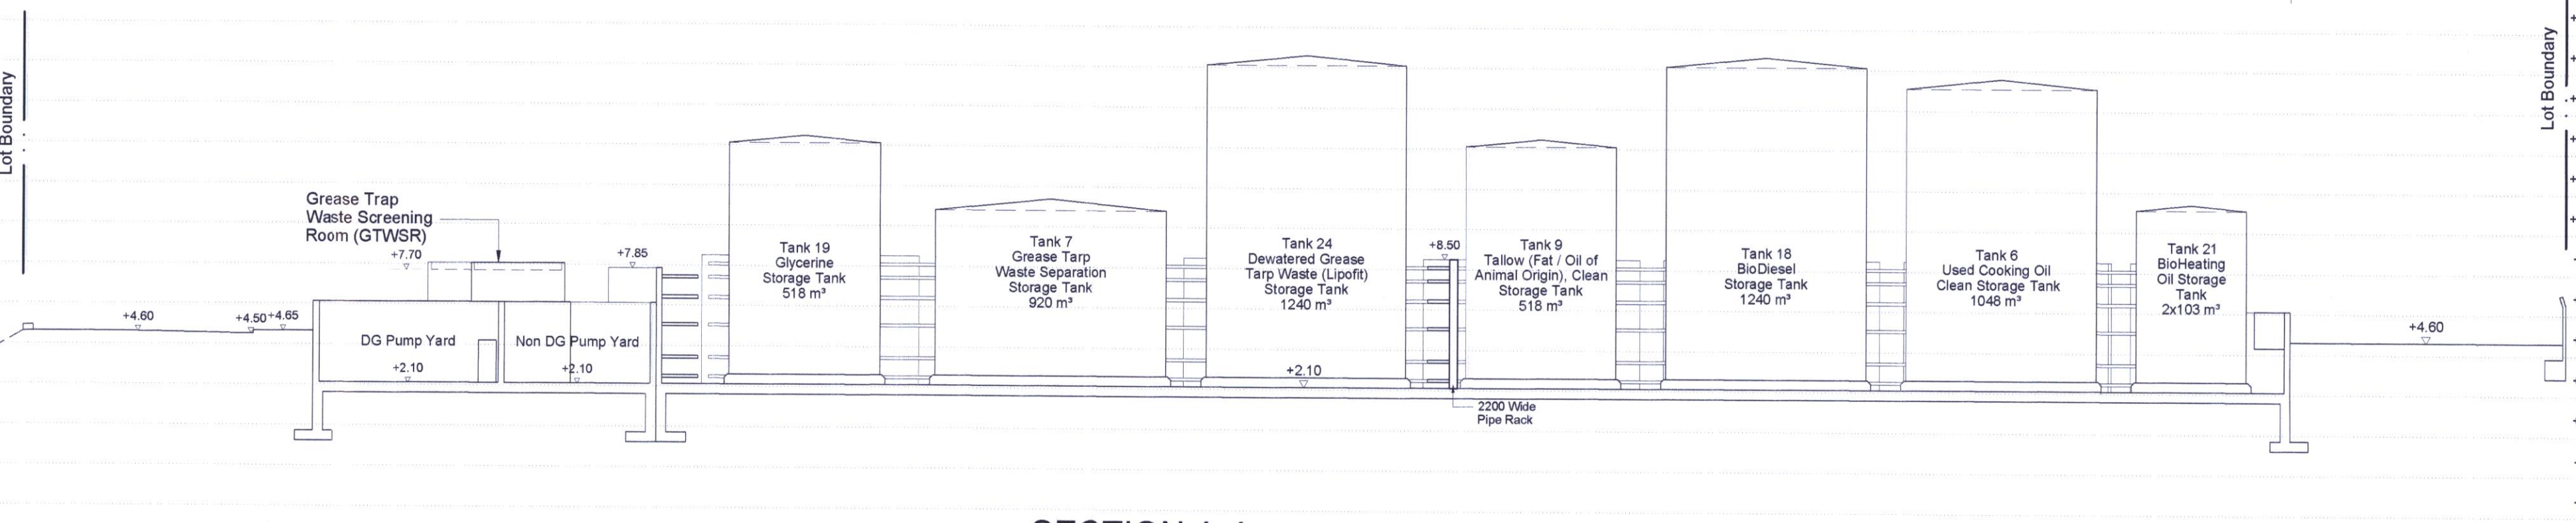 Lot Boundary
Grease Trap
Waste Screening
Room (GTWSR)
+7.70
+7.85
+4.60
+4.50
+4.65
DG Pump Yard
+2.10
Non DG Pump Yard
+2.10
Tank 19
Glycerine
Storage Tank
518 m³
Tank 7
Grease Tarp
Waste Separation
Storage Tank
920 m³
Tank 24
Dewatered Grease
Tarp Waste (Lipofit)
Storage Tank
1240 m³
+2.10
+8.50
2200 Wide
Pipe Rack
Tank 9
Tallow (Fat / Oil of
Animal Origin), Clean
Storage Tank
518 m³
Tank 18
BioDiesel
Storage Tank
1240 m³
Tank 6
Used Cooking Oil
Clean Storage Tank
1048 m³
Tank 21
BioHeating
Oil Storage
Tank
2x103 m³
+4.60
Lot Boundary